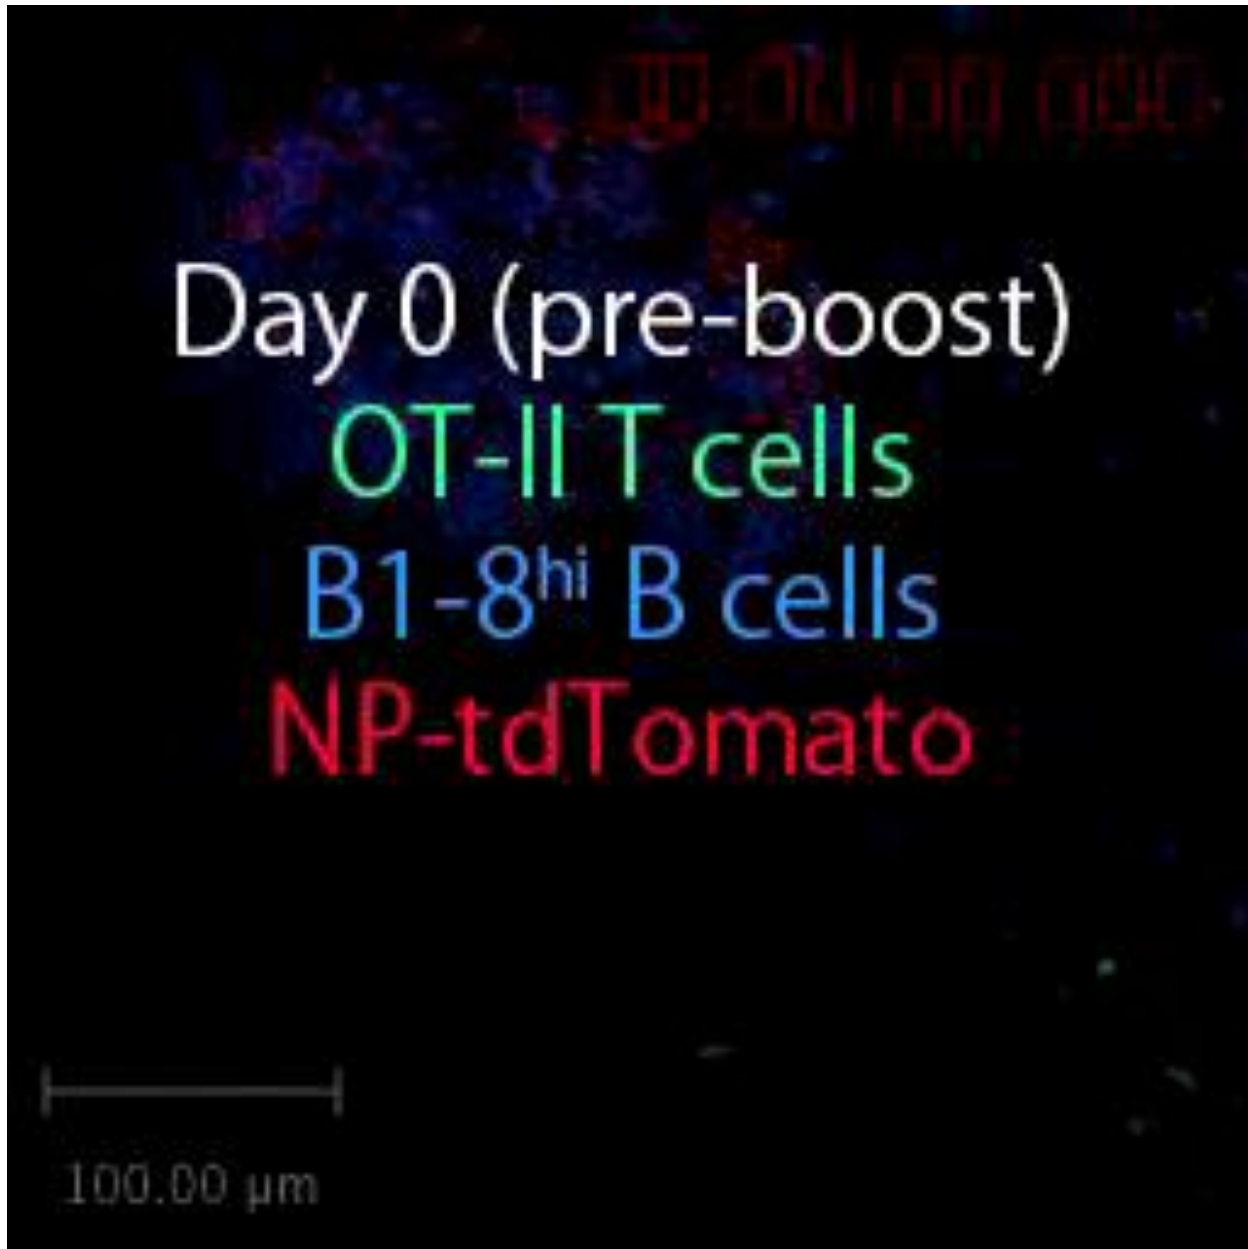 Day 0 (pre-boost)
OT-II T cells
B1-8hi B cells
NP-tdTomato
100.00 µm